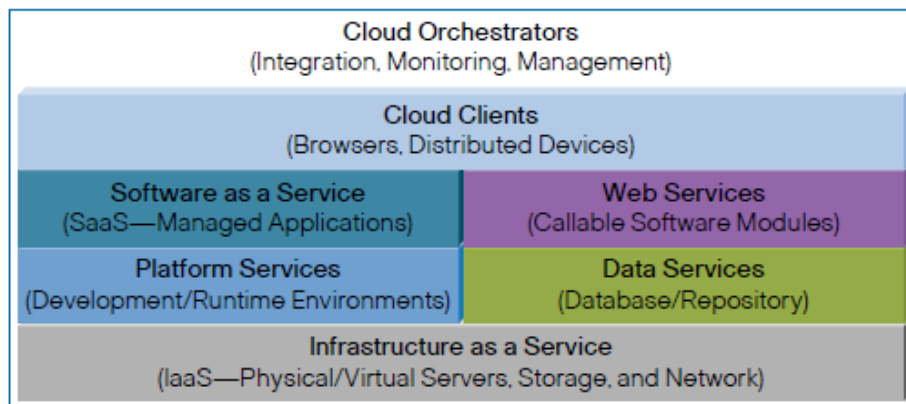 Cloud Orchestrators
(Integration, Monitoring, Management)
Cloud Clients
(Browsers, Distributed Devices)
Software as a Service
(SaaS—Managed Applications)
Web Services
(Callable Software Modules)
Platform Services
(Development/Runtime Environments)
Data Services
(Database/Repository)
Infrastructure as a Service
(IaaS—Physical/Virtual Servers, Storage, and Network)